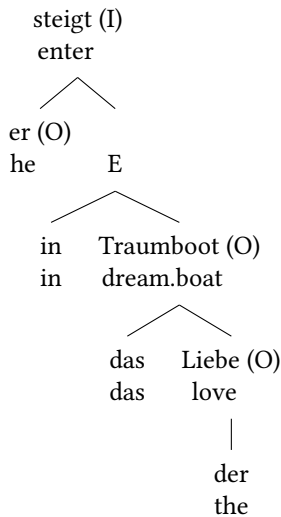 steigt (I)
enter
er (O)
he E
in Traumboot (O)
in dream.boat
das Liebe (O)
das love
der
the